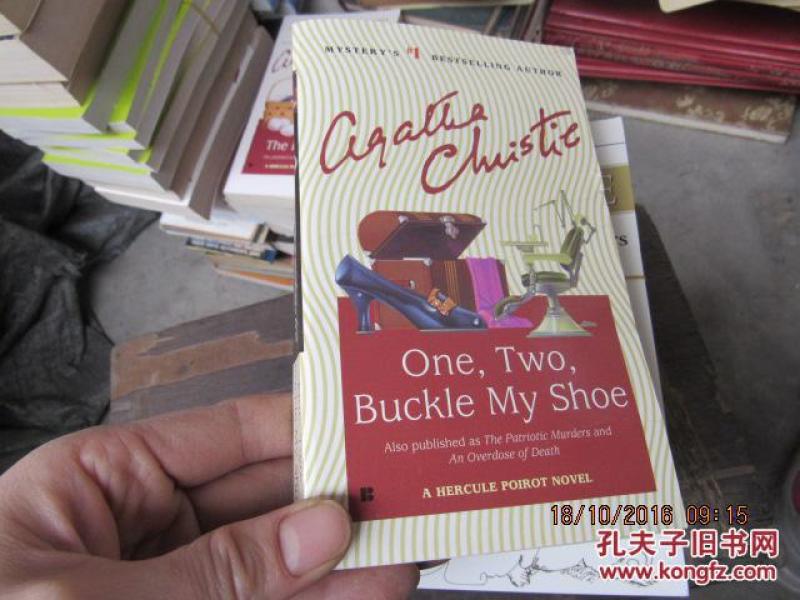 MYSTERY'S #1 BESTSELLING AUTHOR
Agatha
Christie
One, Two,
Buckle My Shoe
Also published as The Patriotic Murders and
An Overdose of Death
B
A HERCULE POIROT NOVEL
The
18/10/2016 09:15
孔夫子旧书网
www.kongfz.com